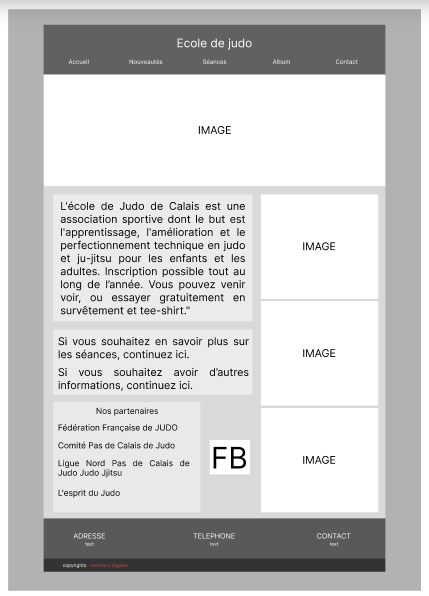 Ecole de judo
Accueil Nouveautés Séances Album Contact
IMAGE
L'école de Judo de Calais est une
association sportive dont le but est
l'apprentissage, l'amélioration et le
perfectionnement technique en judo
et ju-jitsu pour les enfants et les
adultes. Inscription possible tout au
long de l'année. Vous pouvez venir
voir, ou essayer gratuitement en
survêtement et tee-shirt."
IMAGE
Si vous souhaitez en savoir plus sur
les séances, continuez ici.
Si vous souhaitez avoir d'autres
informations, continuez ici.
IMAGE
Nos partenaires
Fédération Française de JUDO
Comité Pas de Calais de Judo
Ligue Nord Pas de Calais de
Judo Judo Jjitsu
L'esprit du Judo
FB
IMAGE
ADRESSE TELEPHONE CONTACT
text text text
copyrights mentions légales